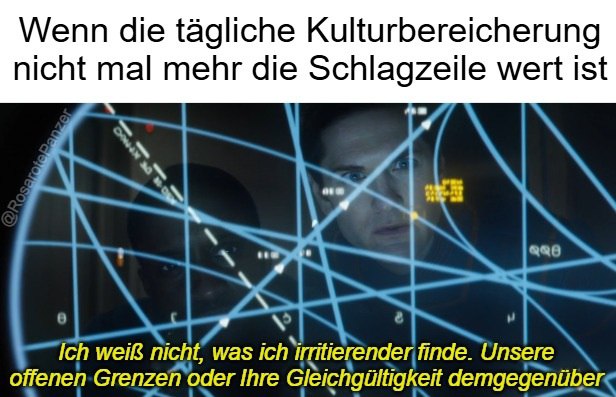 Wenn die tägliche Kulturbereicherung
nicht mal mehr die Schlagzeile wert ist
@RosarotePanzer
Ich weiß nicht, was ich irritierender finde. Unsere
offenen Grenzen oder Ihre Gleichgültigkeit demgegenüber